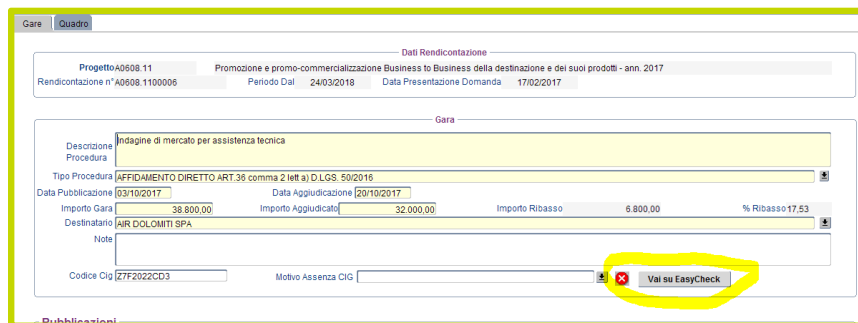 Gare Quadro
Dati Rendicontazione
Progetto A0608.11 Promozione e promo-commercializzazione Business to Business della destinazione e dei suoi prodotti - ann. 2017
Rendicontazione n° A0608.1100006 Periodo Dal 24/03/2018 Data Presentazione Domanda 17/02/2017
Gara
Descrizione Procedura Indagine di mercato per assistenza tecnica
Tipo Procedura AFFIDAMENTO DIRETTO ART.36 comma 2 lett a) D.LGS. 50/2016
Data Pubblicazione 03/10/2017 Data Aggiudicazione 20/10/2017
Importo Gara 38.800,00 Importo Aggiudicato 32.000,00 Importo Ribasso 6.800,00 % Ribasso 17,53
Destinatario AIR DOLOMITI SPA
Note
Codice Cig Z7F2022CD3 Motivo Assenza CIG Vai su EasyCheck
Pubblicazioni